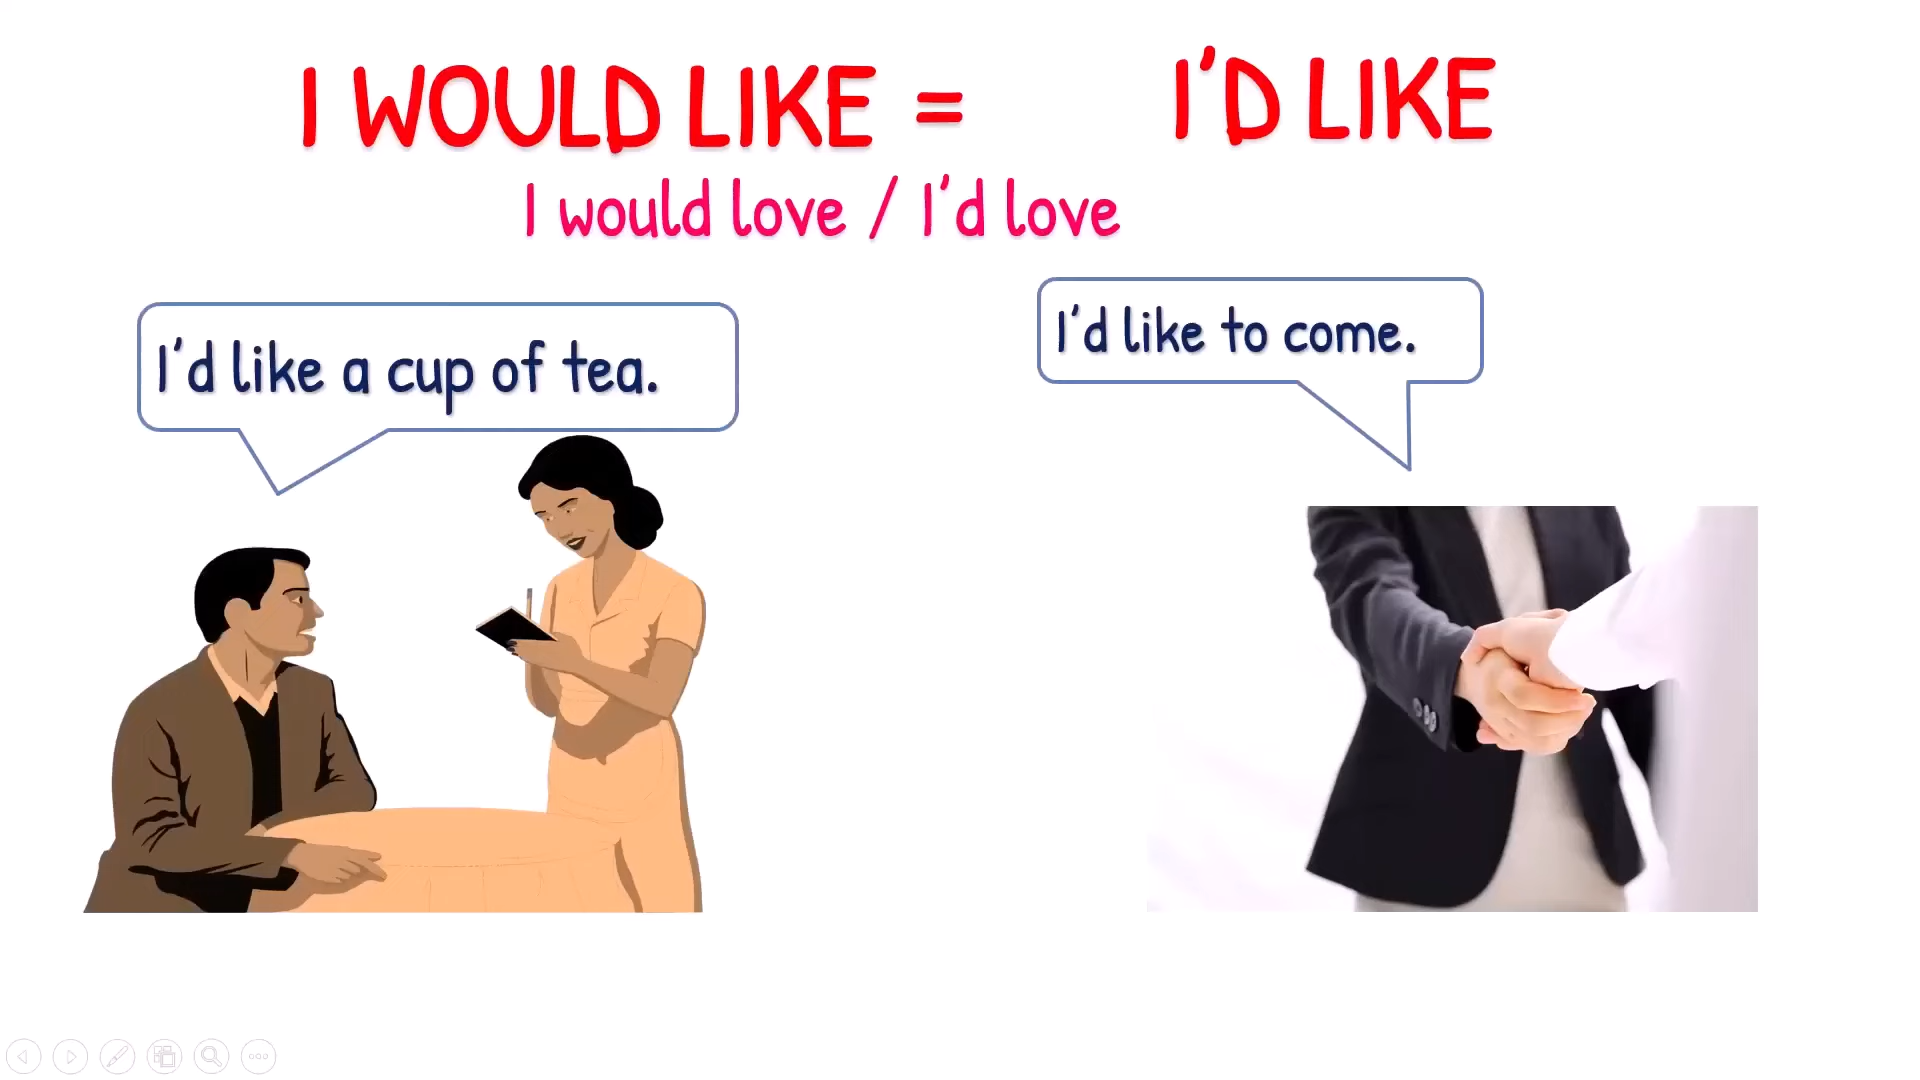 I WOULD LIKE = I'D LIKE
I would love / I'd love
I'd like a cup of tea.
I'd like to come.